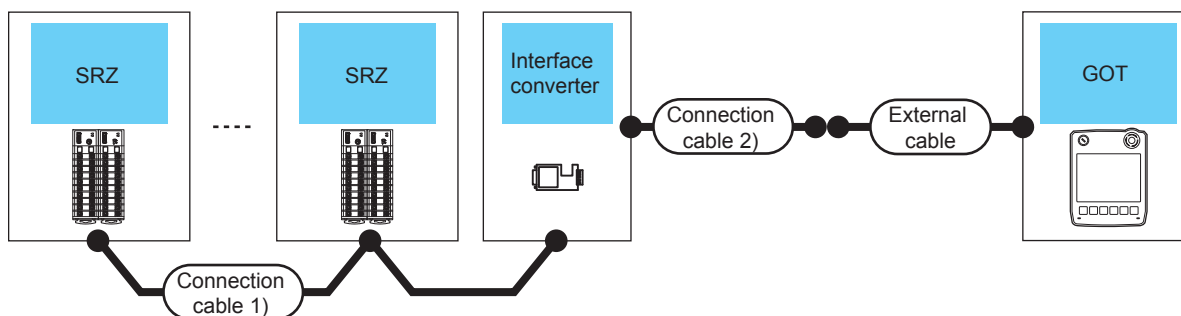 SRZ
SRZ
Interface
converter
GOT
Connection
cable 2)
External
cable
Connection
cable 1)